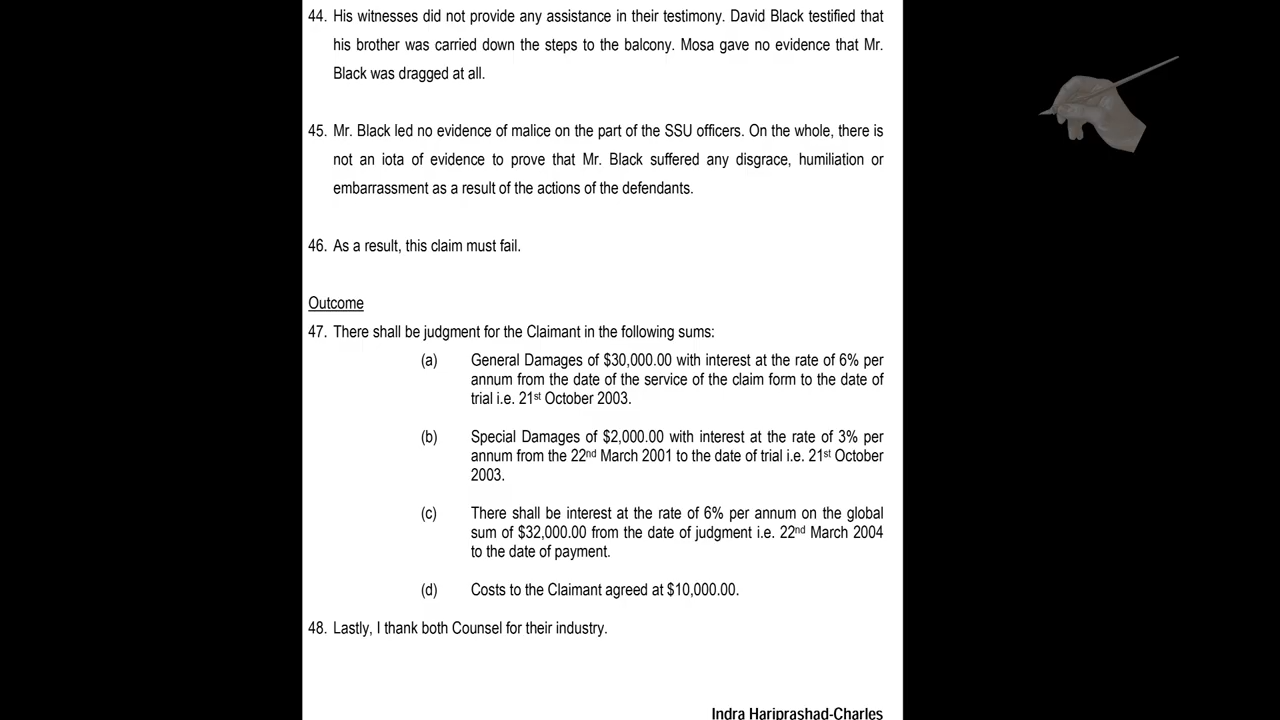 44. His witnesses did not provide any assistance in their testimony. David Black testified that
his brother was carried down the steps to the balcony. Mosa gave no evidence that Mr.
Black was dragged at all.
45. Mr. Black led no evidence of malice on the part of the SSU officers. On the whole, there is
not an iota of evidence to prove that Mr. Black suffered any disgrace, humiliation or
embarrassment as a result of the actions of the defendants.
46. As a result, this claim must fail.
Outcome
47. There shall be judgment for the Claimant in the following sums:
(a) General Damages of $30,000.00 with interest at the rate of 6% per
annum from the date of the service of the claim form to the date of
trial i.e. 21st October 2003.
(b) Special Damages of $2,000.00 with interest at the rate of 3% per
annum from the 22nd March 2001 to the date of trial i.e. 21st October
2003.
(c) There shall be interest at the rate of 6% per annum on the global
sum of $32,000.00 from the date of judgment i.e. 22nd March 2004
to the date of payment.
(d) Costs to the Claimant agreed at $10,000.00.
48. Lastly, I thank both Counsel for their industry.
Indra Hariprashad-Charles